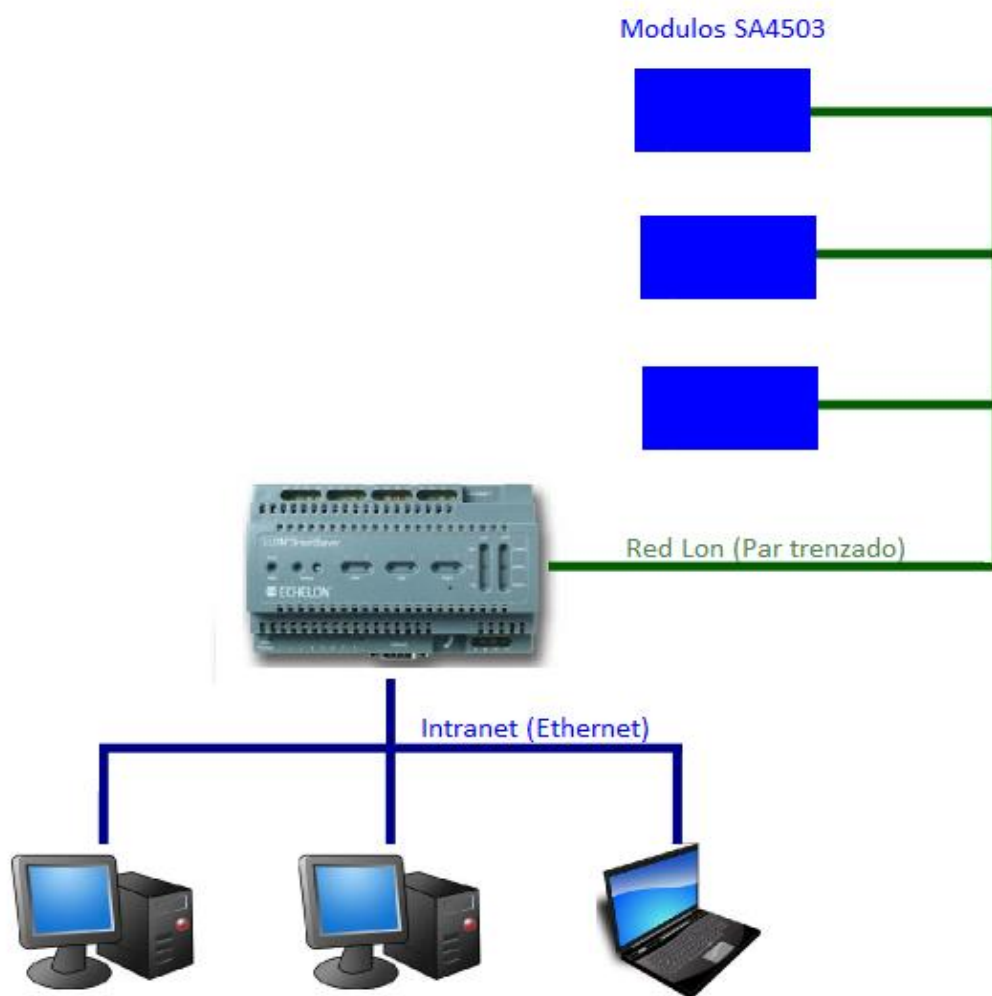 Modulos SA4503
Red Lon (Par trenzado)
ECHELON
Intranet (Ethernet)